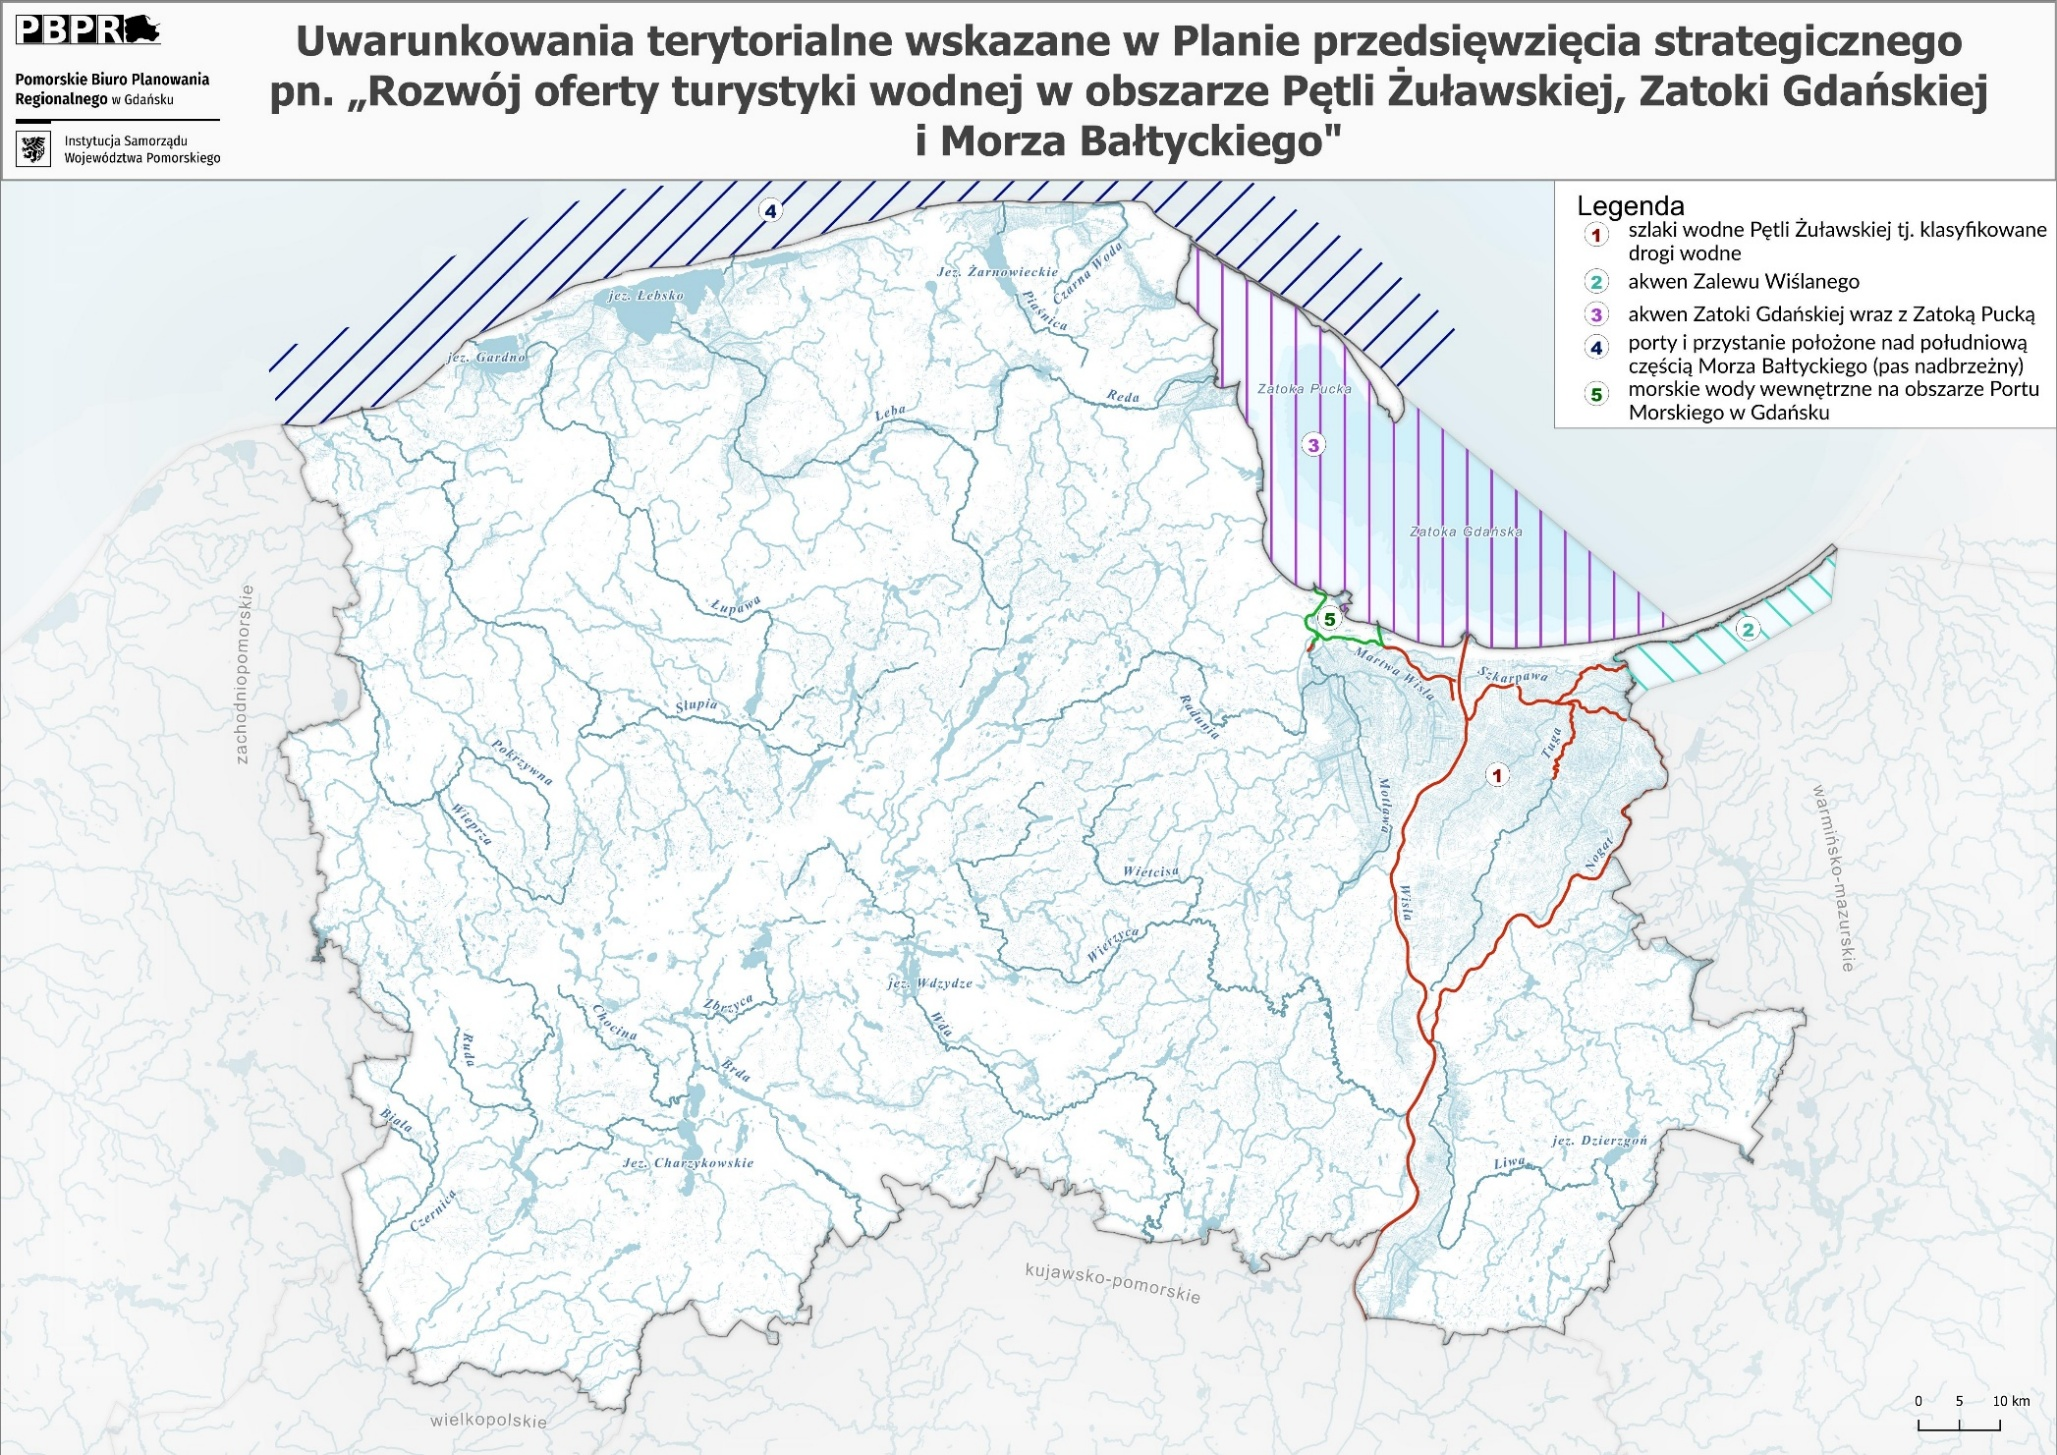 PBPR
Pomorskie Biuro Planowania
Regionalnego w Gdańsku
Instytucja Samorządu
Województwa Pomorskiego
Uwarunkowania terytorialne wskazane w Planie przedsięwzięcia strategicznego
pn. „Rozwój oferty turystyki wodnej w obszarze Pętli Żuławskiej, Zatoki Gdańskiej
i Morza Bałtyckiego"
Legenda
1 szlaki wodne Pętli Żuławskiej tj. klasyfikowane
drogi wodne
2 akwen Zalewu Wiślanego
3 akwen Zatoki Gdańskiej wraz z Zatoką Pucką
4 porty i przystanie położone nad południową
częścią Morza Bałtyckiego (pas nadbrzeżny)
5 morskie wody wewnętrzne na obszarze Portu
Morskiego w Gdańsku
4
Jez. Żarnowieckie
Czarna Woda
Piaśnica
jez. Łebsko
jez. Gardno
Zatoka Pucka
Reda
Łeba
3
Zatoka Gdańska
Łupawa
5
2
zachodniopomorskie
Martwa Wisła
Szkarpawa
Słupia
Radunia
Tuga
Pokrzywna
1
Wieprza
Motława
Nogat
warmińsko-mazurskie
Wietcisa
Wisła
Wierzyca
jez. Wdzydze
Zbrzyca
Chocina
Wda
Ruda
Brda
Biała
jez. Dzierzgoń
Jez. Charzykowskie
Liwa
Czernica
kujawsko-pomorskie
wielkopolskie
0 5 10 km